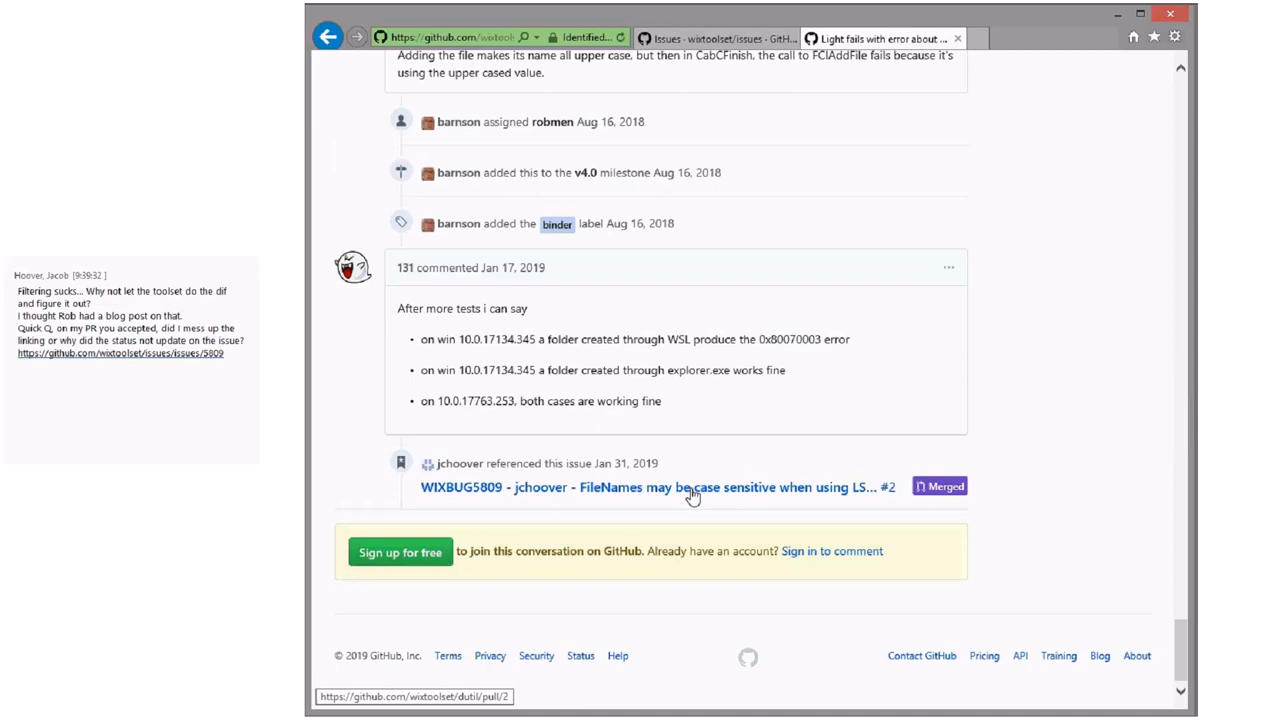 https://github.com/wixtools
Identified...
Issues · wixtoolset/issues · GitH...
Light fails with error about ...
Adding the file makes its name all upper case, but then in CabCFinish, the call to FCIAddFile fails because it's
using the upper cased value.
barnson assigned robmen Aug 16, 2018
barnson added this to the v4.0 milestone Aug 16, 2018
barnson added the binder label Aug 16, 2018
131 commented Jan 17, 2019
...
After more tests i can say
• on win 10.0.17134.345 a folder created through WSL produce the 0x80070003 error
• on win 10.0.17134.345 a folder created through explorer.exe works fine
• on 10.0.17763.253, both cases are working fine
Hoover, Jacob [9:39:32 ]
Filtering sucks... Why not let the toolset do the dif
and figure it out?
I thought Rob had a blog post on that.
Quick Q, on my PR you accepted, did I mess up the
linking or why did the status not update on the issue?
https://github.com/wixtoolset/issues/issues/5809
jchoover referenced this issue Jan 31, 2019
WIXBUG5809 - jchoover - FileNames may be case sensitive when using LS... #2
Merged
Sign up for free to join this conversation on GitHub. Already have an account? Sign in to comment
© 2019 GitHub, Inc. Terms Privacy Security Status Help
Contact GitHub Pricing API Training Blog About
https://github.com/wixtoolset/dutil/pull/2